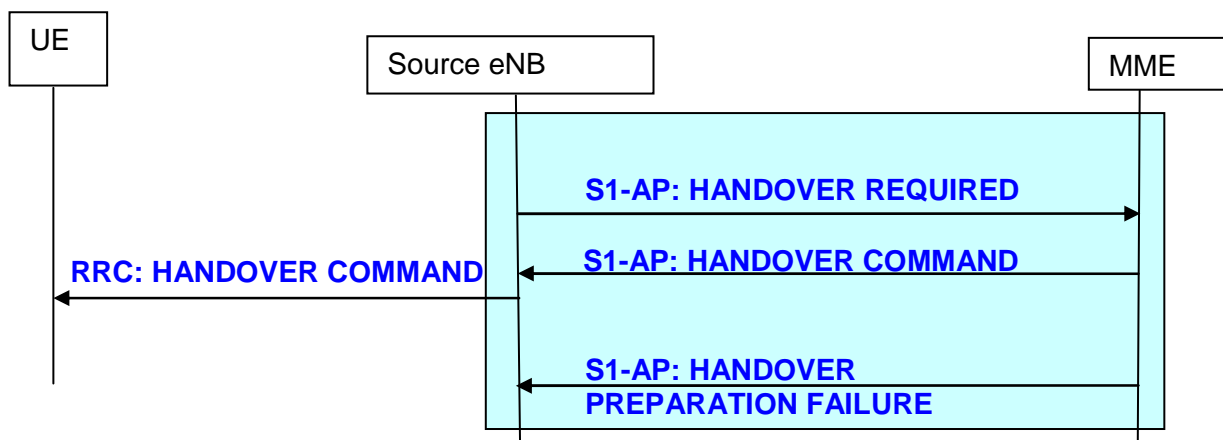 UE
Source eNB
MME
S1-AP: HANDOVER REQUIRED
S1-AP: HANDOVER COMMAND
RRC: HANDOVER COMMAND
S1-AP: HANDOVER
PREPARATION FAILURE